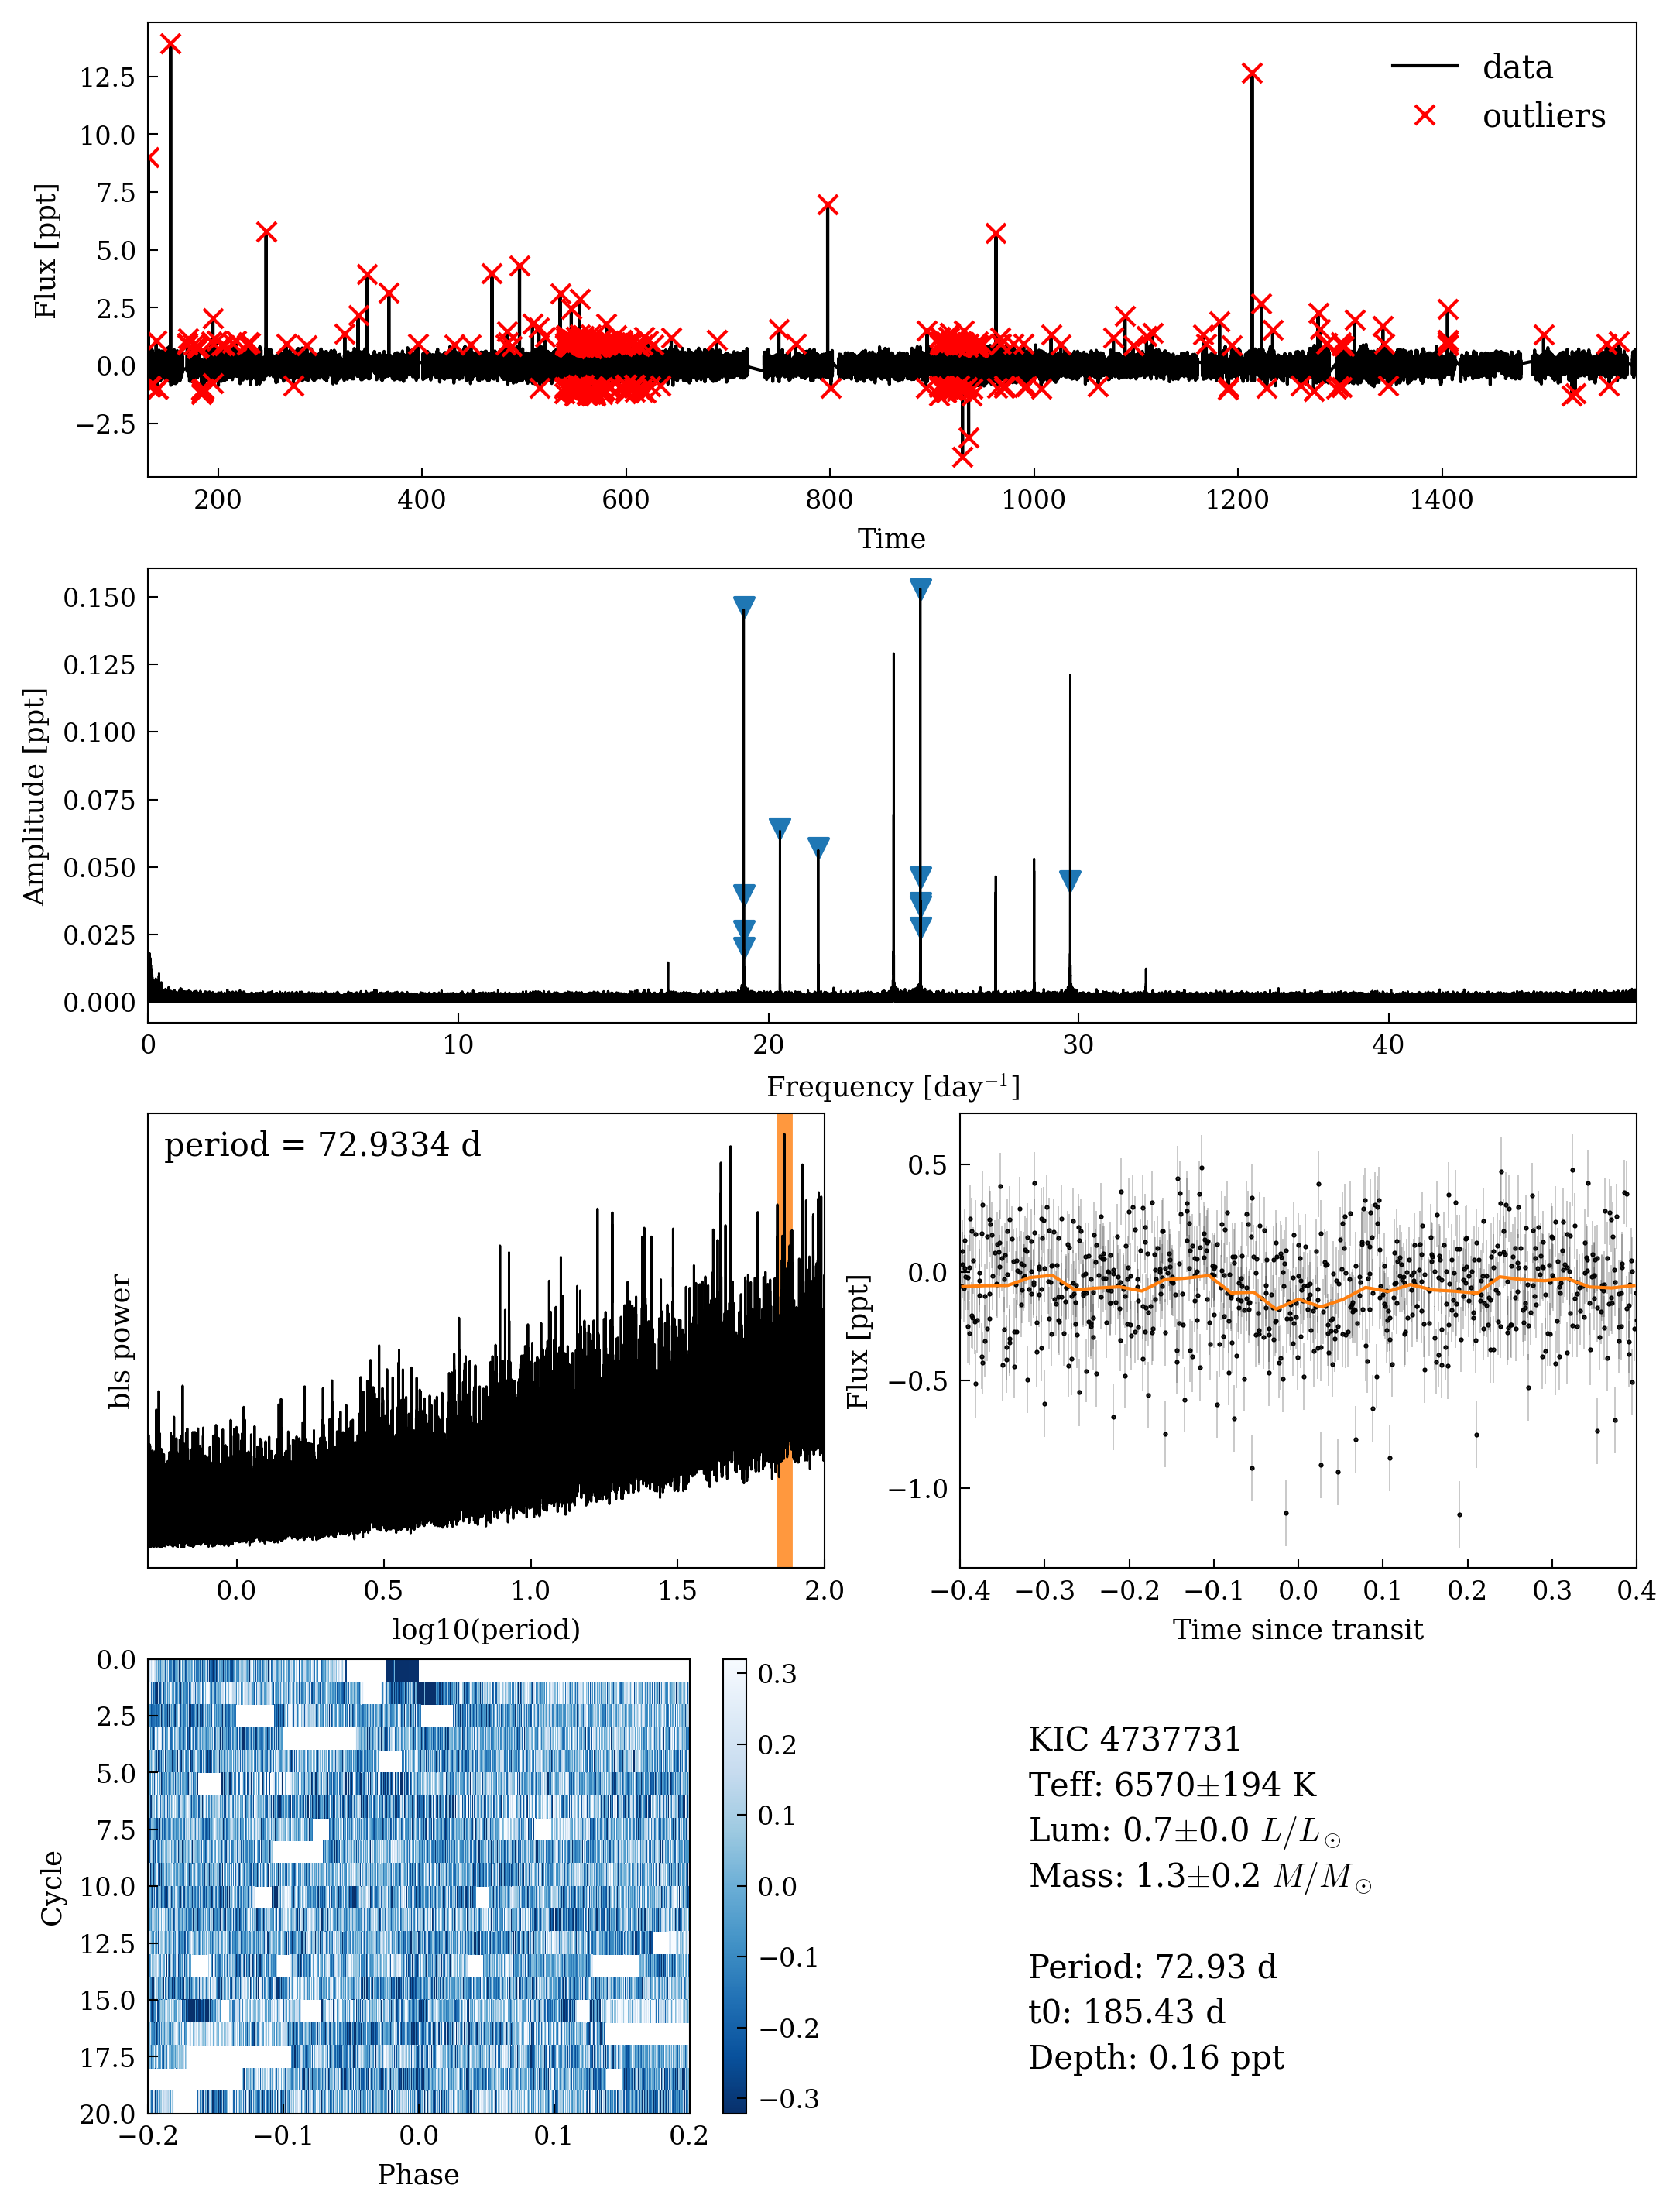 data
outliers
12.5
10.0
7.5
5.0
2.5
0.0
−2.5
Flux [ppt]
200 400 600 800 1000 1200 1400
Time
0.150
0.125
0.100
0.075
0.050
0.025
0.000
Amplitude [ppt]
0 10 20 30 40
Frequency [day⁻¹]
period = 72.9334 d
bls power
0.0 0.5 1.0 1.5 2.0
log10(period)
0.5
0.0
−0.5
−1.0
Flux [ppt]
−0.4 −0.3 −0.2 −0.1 0.0 0.1 0.2 0.3 0.4
Time since transit
0.0
2.5
5.0
7.5
10.0
12.5
15.0
17.5
20.0
Cycle
−0.2 −0.1 0.0 0.1 0.2
Phase
0.3
0.2
0.1
0.0
−0.1
−0.2
−0.3
KIC 4737731
Teff: 6570±194 K
Lum: 0.7±0.0 L/L⊙
Mass: 1.3±0.2 M/M⊙
Period: 72.93 d
t0: 185.43 d
Depth: 0.16 ppt